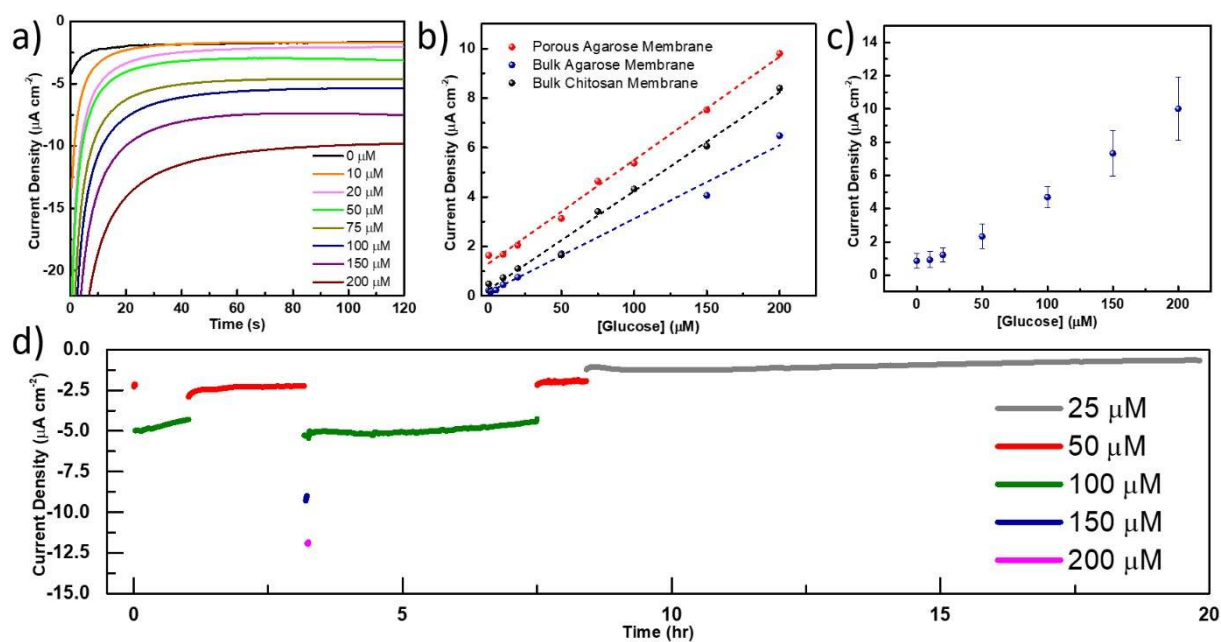 a)
Current Density (μA cm-2)
0
-5
-10
-15
-20
0 μM
10 μM
20 μM
50 μM
75 μM
100 μM
150 μM
200 μM
0 20 40 60 80 100 120
Time (s)
b)
Current Density (μA cm-2)
10
8
6
4
2
0
Porous Agarose Membrane
Bulk Agarose Membrane
Bulk Chitosan Membrane
0 50 100 150 200
[Glucose] (μM)
c)
Current Density (μA cm-2)
14
12
10
8
6
4
2
0
0 50 100 150 200
[Glucose] (μM)
d)
Current Density (μA cm-2)
0.0
-2.5
-5.0
-7.5
-10.0
-12.5
-15.0
25 μM
50 μM
100 μM
150 μM
200 μM
0 5 10 15 20
Time (hr)